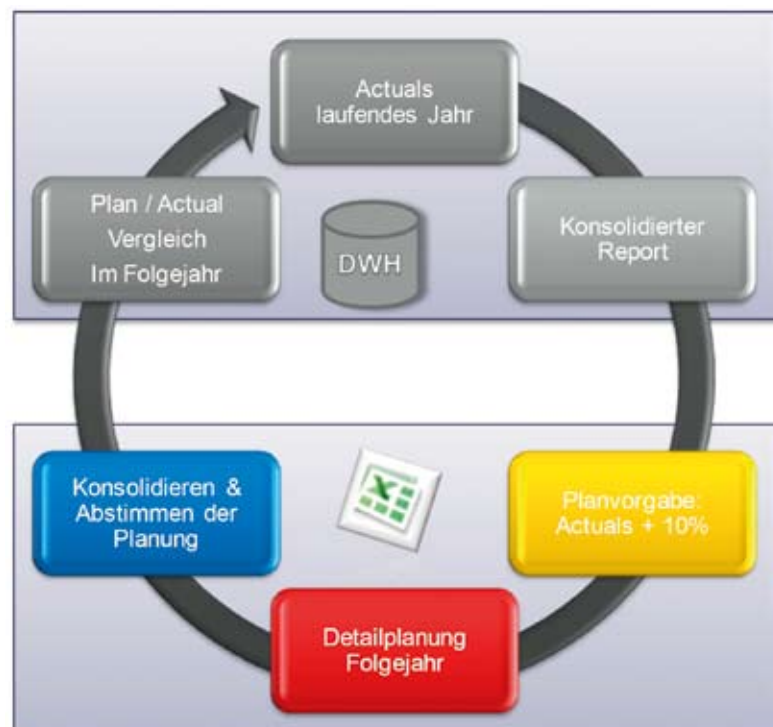 Actuals
laufendes Jahr
Plan / Actual
Vergleich
Im Folgejahr
DWH
Konsolidierter
Report
Konsolidieren &
Abstimmen der
Planung
Planvorgabe:
Actuals + 10%
Detailplanung
Folgejahr